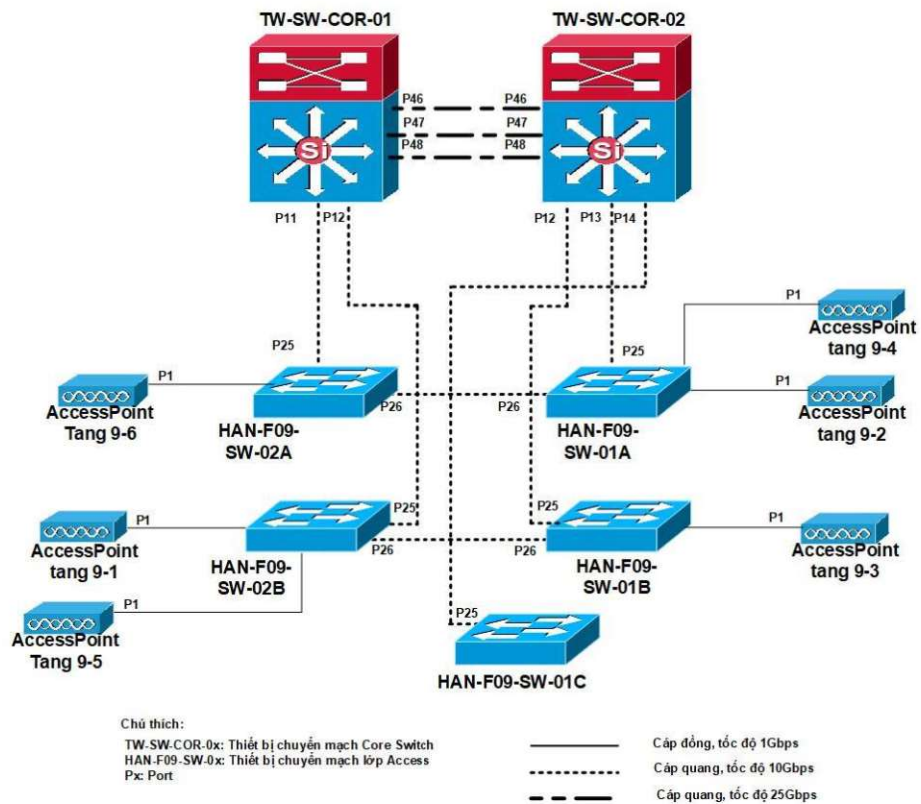 TW-SW-COR-01
TW-SW-COR-02
P46
P46
P47
P47
P48
P48
Si
Si
P11
P12
P12
P13
P14
P1
AccessPoint
tang 9-4
P25
P25
P1
P1
P26
P26
AccessPoint
Tang 9-6
HAN-F09-
SW-02A
HAN-F09-
SW-01A
AccessPoint
tang 9-2
P25
P25
P1
P1
P26
P26
AccessPoint
tang 9-1
HAN-F09-
SW-02B
HAN-F09-
SW-01B
AccessPoint
tang 9-3
P1
P25
AccessPoint
Tang 9-5
HAN-F09-SW-01C
Chú thích:
TW-SW-COR-0x: Thiết bị chuyển mạch Core Switch
HAN-F09-SW-0x: Thiết bị chuyển mạch lớp Access
Px: Port
Cáp đồng, tốc độ 1Gbps
Cáp quang, tốc độ 10Gbps
Cáp quang, tốc độ 25Gbps